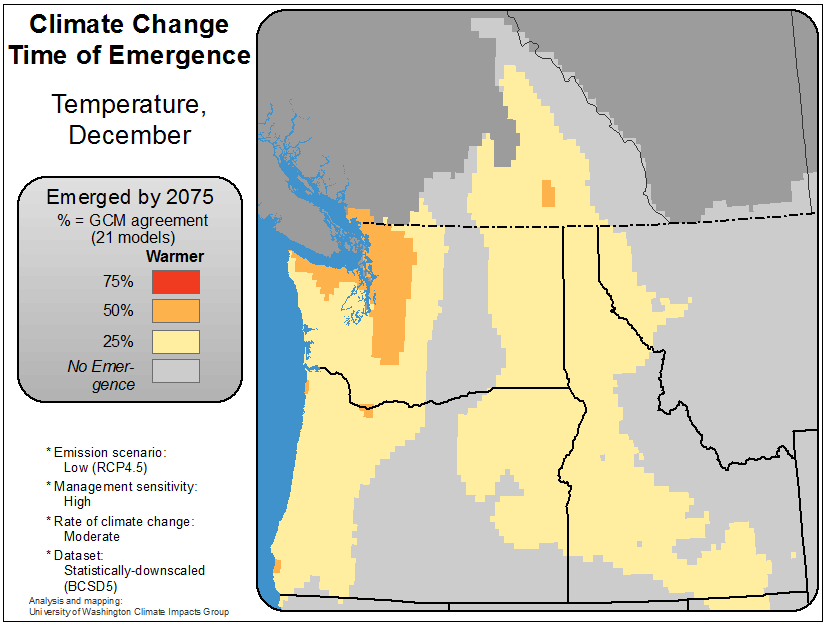 Climate Change
Time of Emergence
Temperature,
December
Emerged by 2075
% = GCM agreement
(21 models)
Warmer
75%
50%
25%
No Emer-
gence
* Emission scenario:
Low (RCP4.5)
* Management sensitivity:
High
* Rate of climate change:
Moderate
* Dataset:
Statistically-downscaled
(BCSD5)
Analysis and mapping:
University of Washington Climate Impacts Group